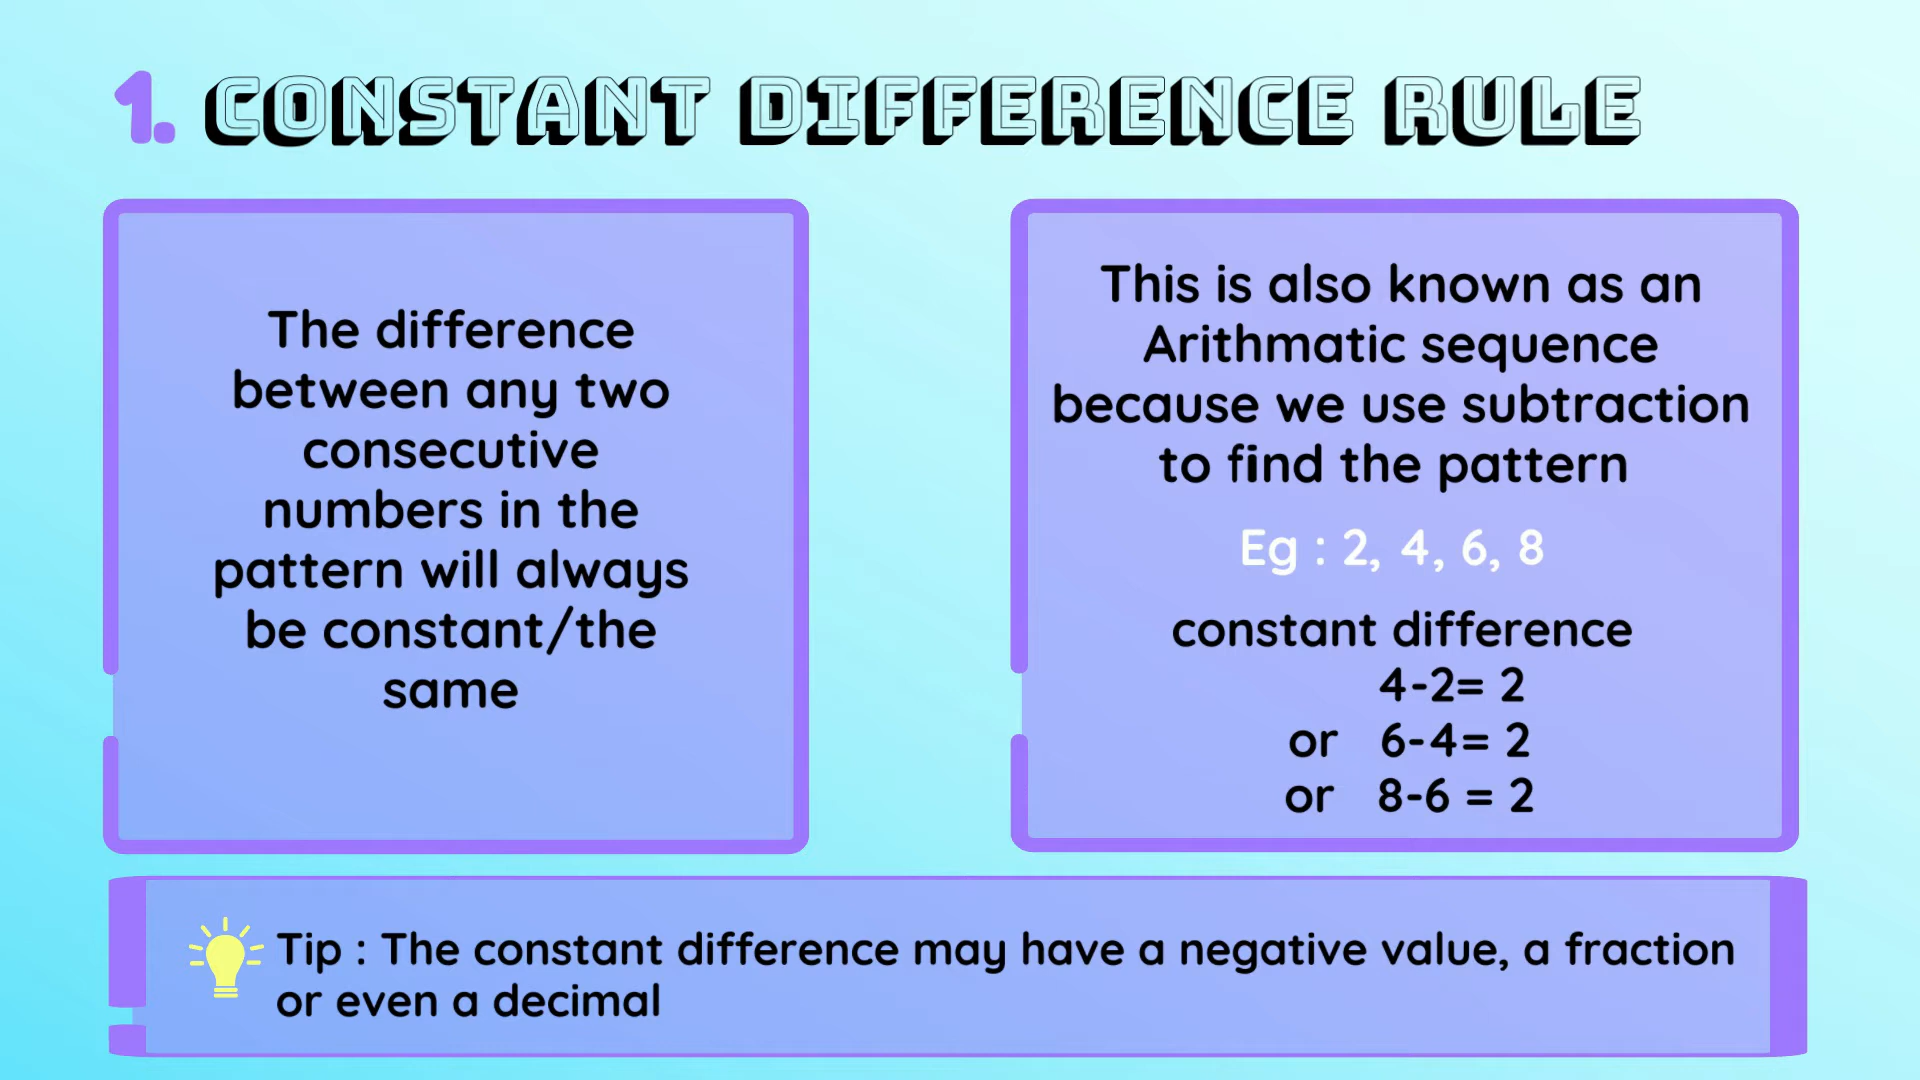 1. CONSTANT DIFFERENCE RULE
The difference
between any two
consecutive
numbers in the
pattern will always
be constant/the
same
This is also known as an
Arithmatic sequence
because we use subtraction
to find the pattern
Eg : 2, 4, 6, 8
constant difference
4-2= 2
or 6-4= 2
or 8-6 = 2
Tip : The constant difference may have a negative value, a fraction
or even a decimal